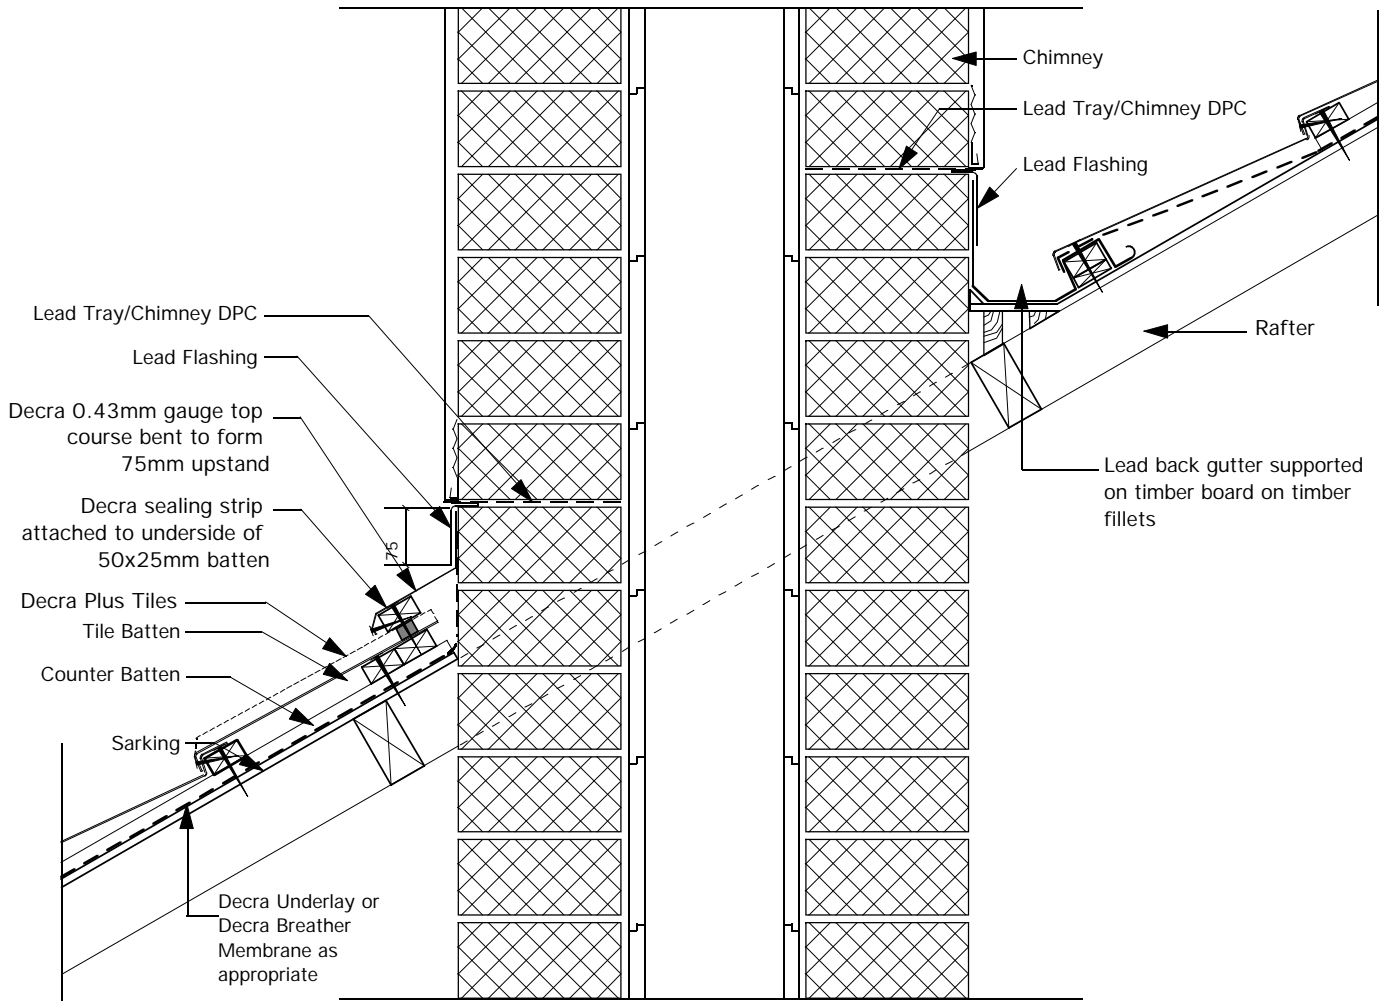 Chimney
Lead Tray/Chimney DPC
Lead Flashing
Rafter
Lead back gutter supported
on timber board on timber
fillets
Lead Tray/Chimney DPC
Lead Flashing
Decra 0.43mm gauge top
course bent to form
75mm upstand
Decra sealing strip
attached to underside of
50x25mm batten
75
Decra Plus Tiles
Tile Batten
Counter Batten
Sarking
Decra Underlay or
Decra Breather
Membrane as
appropriate